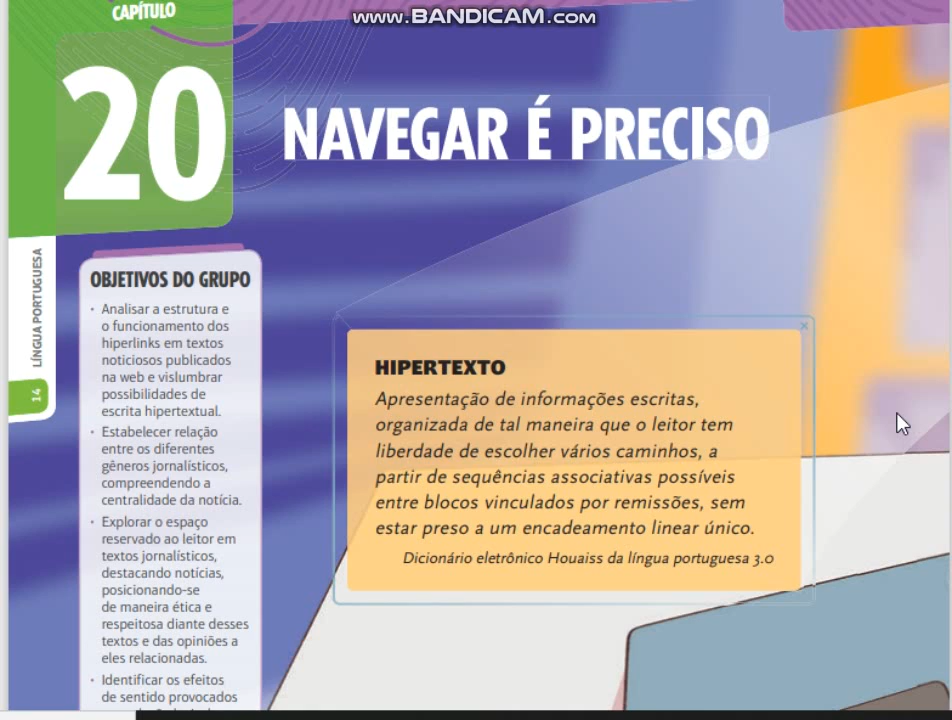 www.BANDICAM.com
CAPÍTULO
20
NAVEGAR É PRECISO
LÍNGUA PORTUGUESA
14
OBJETIVOS DO GRUPO
• Analisar a estrutura e
o funcionamento dos
hiperlinks em textos
noticiosos publicados
na web e vislumbrar
possibilidades de
escrita hipertextual.
• Estabelecer relação
entre os diferentes
gêneros jornalísticos,
compreendendo a
centralidade da notícia.
• Explorar o espaço
reservado ao leitor em
textos jornalísticos,
destacando notícias,
posicionando-se
de maneira ética e
respeitosa diante desses
textos e das opiniões a
eles relacionadas.
• Identificar os efeitos
de sentido provocados
HIPERTEXTO
Apresentação de informações escritas,
organizada de tal maneira que o leitor tem
liberdade de escolher vários caminhos, a
partir de sequências associativas possíveis
entre blocos vinculados por remissões, sem
estar preso a um encadeamento linear único.
Dicionário eletrônico Houaiss da língua portuguesa 3.0